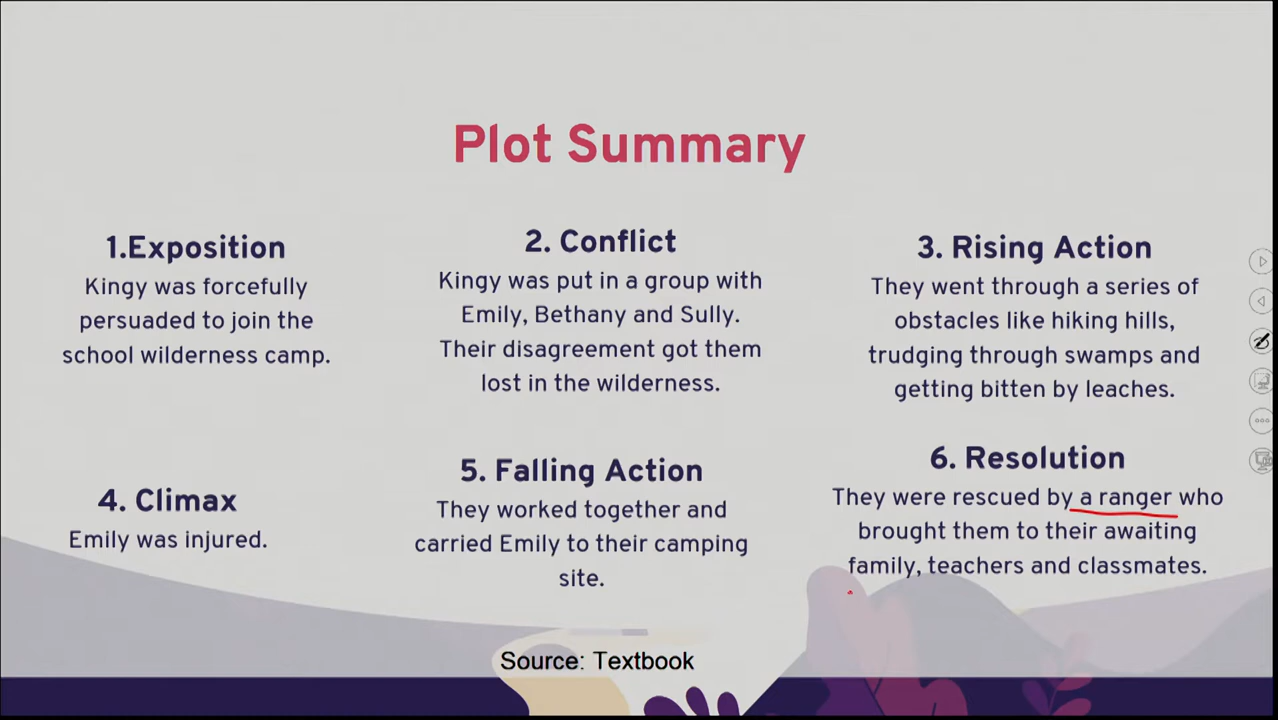 Plot Summary
1.Exposition
Kingy was forcefully
persuaded to join the
school wilderness camp.
2. Conflict
Kingy was put in a group with
Emily, Bethany and Sully.
Their disagreement got them
lost in the wilderness.
3. Rising Action
They went through a series of
obstacles like hiking hills,
trudging through swamps and
getting bitten by leaches.
4. Climax
Emily was injured.
5. Falling Action
They worked together and
carried Emily to their camping
site.
6. Resolution
They were rescued by a ranger who
brought them to their awaiting
family, teachers and classmates.
Source: Textbook